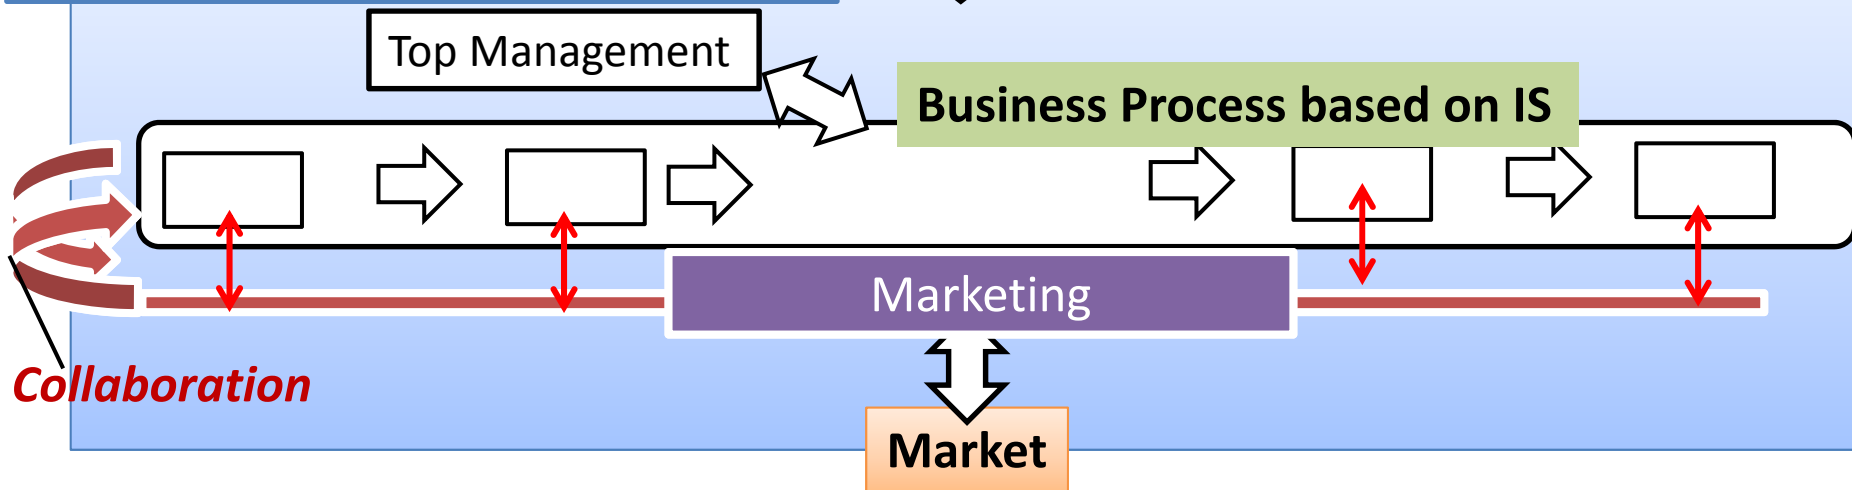 Top Management
Business Process based on IS
Marketing
Collaboration
Market